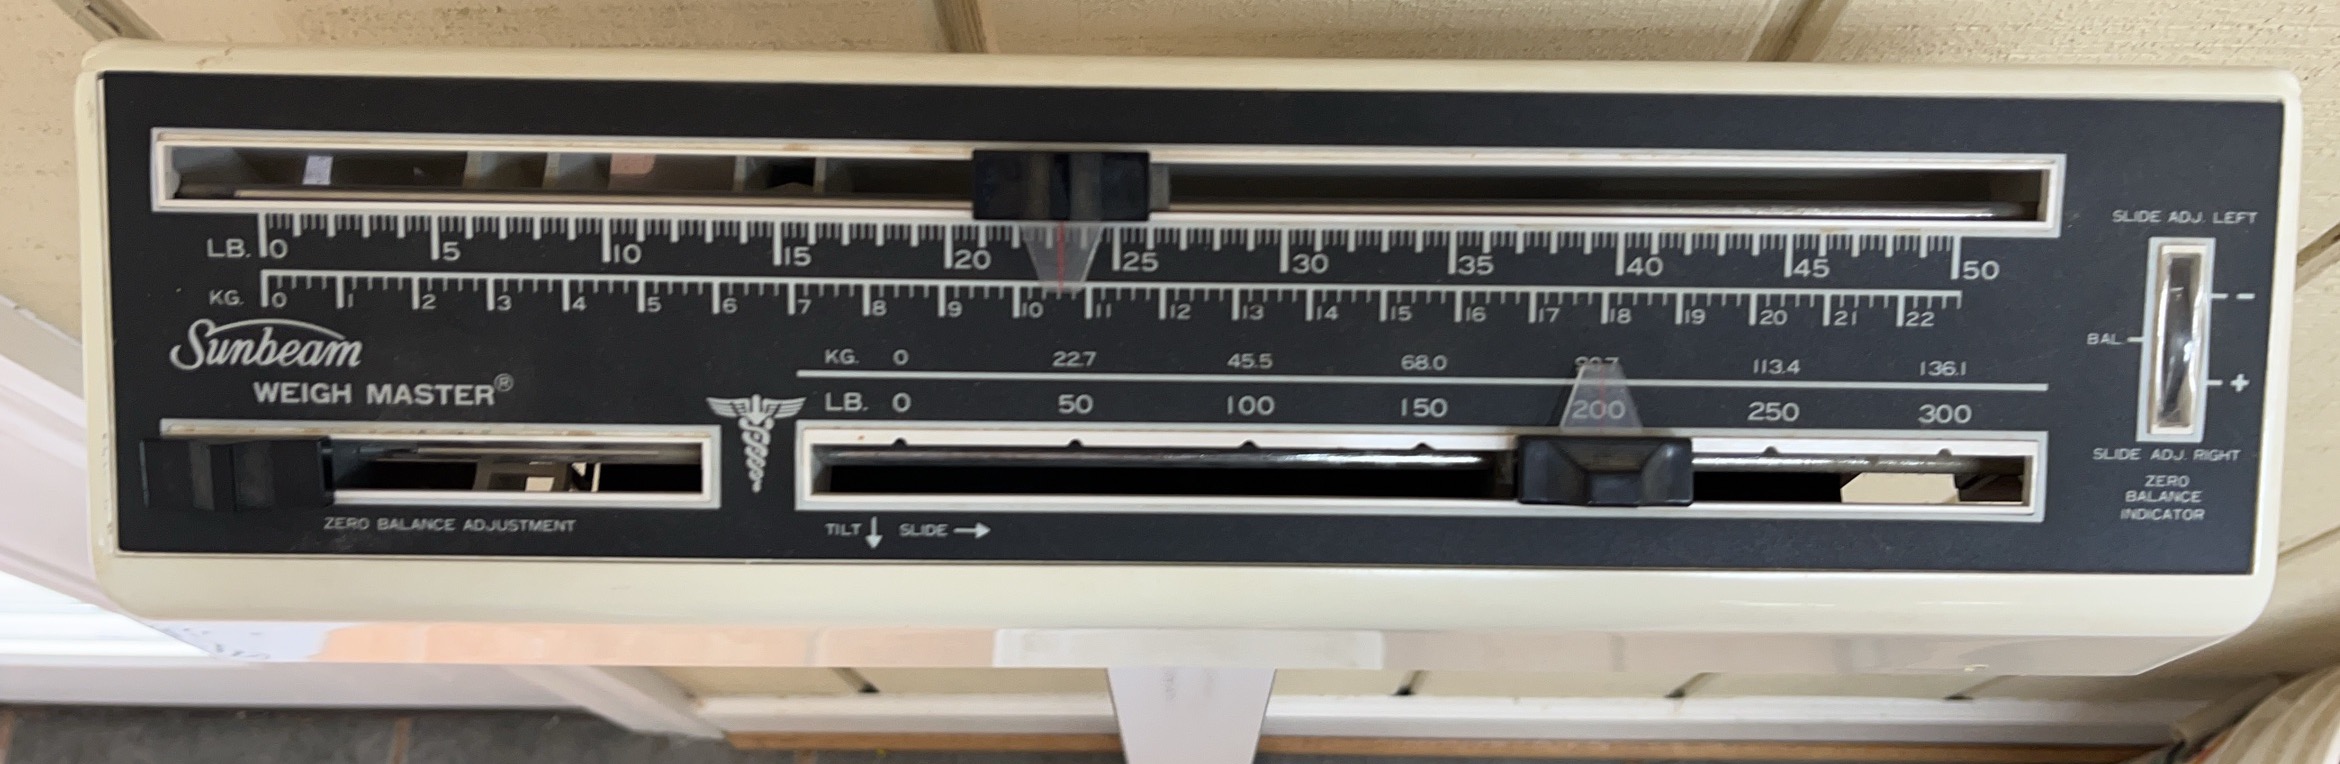 LB. 0 5 10 15 20 25 30 35 40 45 50
KG. 0 1 2 3 4 5 6 7 8 9 10 11 12 13 14 15 16 17 18 19 20 21 22
Sunbeam
WEIGH MASTER®
KG. 0 22.7 45.5 68.0 113.4 136.1
LB. 0 50 100 150 200 250 300
ZERO BALANCE ADJUSTMENT
TILT ↓ SLIDE →
SLIDE ADJ. LEFT
-
BAL.
+
SLIDE ADJ. RIGHT
ZERO
BALANCE
INDICATOR